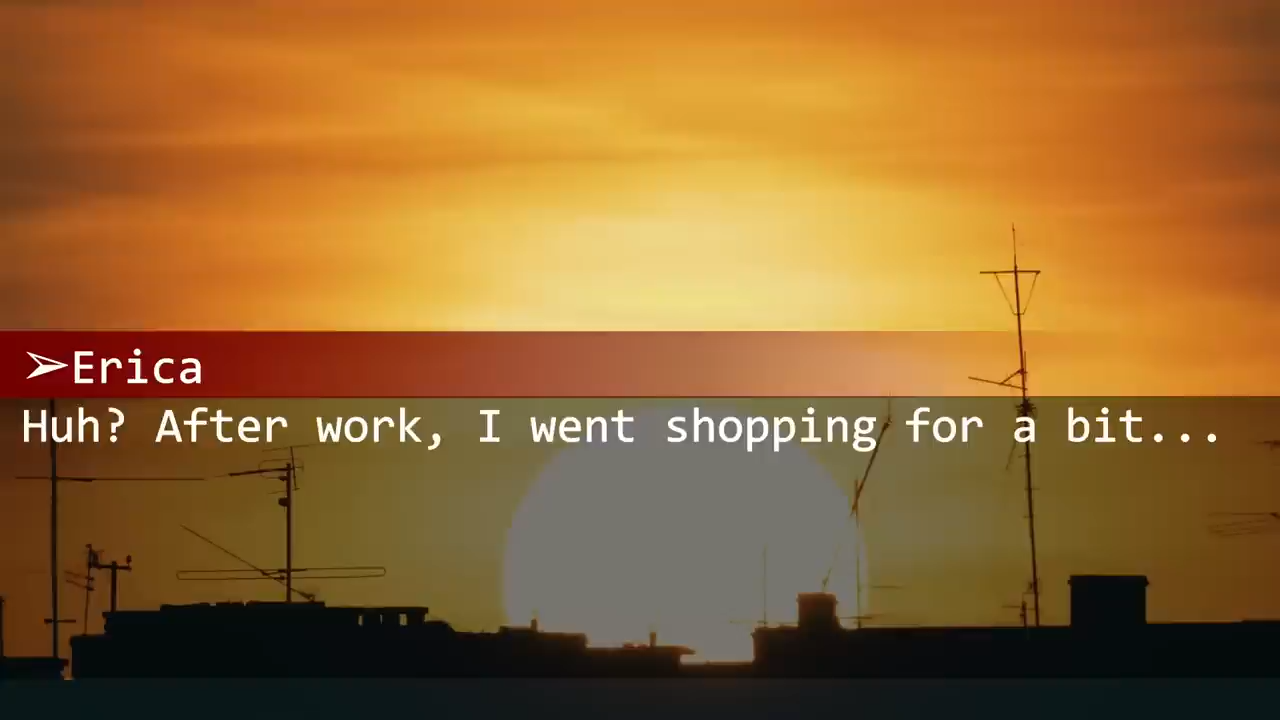 ➢Erica
Huh? After work, I went shopping for a bit...